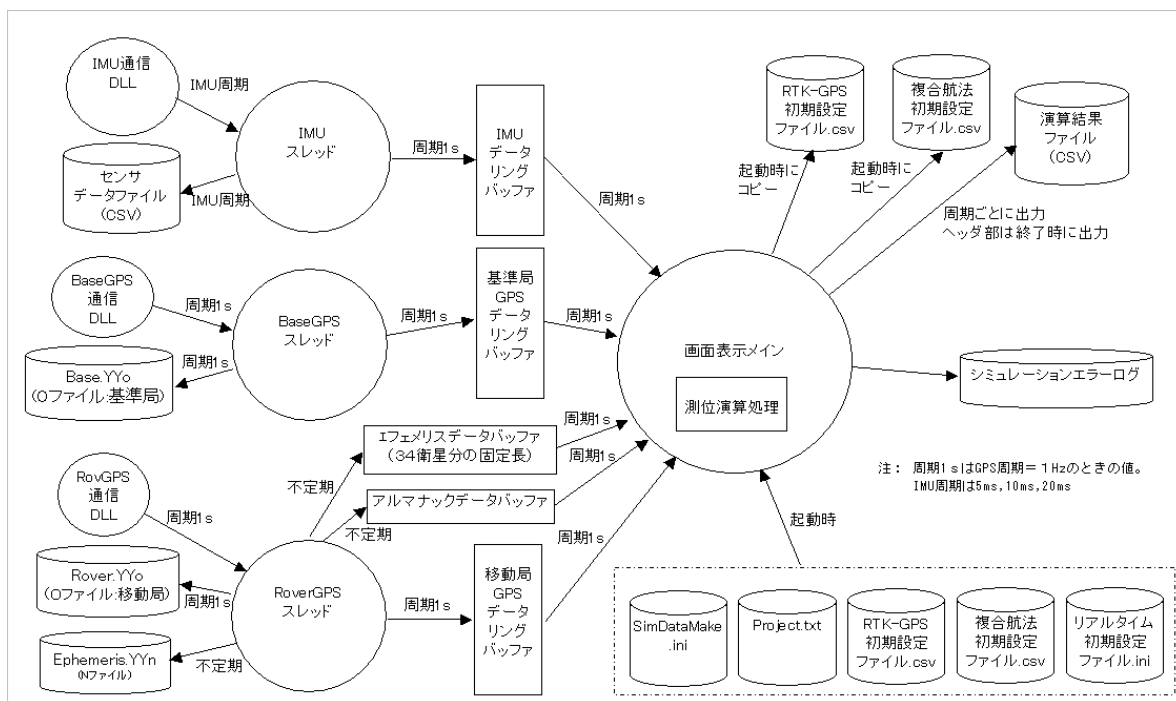 IMU通信
DLL
IMU周期
IMU
スレッド
周期1s
IMU
データ
リング
バッファ
周期1s
センサ
データファイル
(CSV)
IMU周期
RTK-GPS
初期設定
ファイル.csv
複合航法
初期設定
ファイル.csv
演算結果
ファイル
(CSV)
起動時に
コピー
起動時に
コピー
周期ごとに出力
ヘッダ部は終了時に出力
BaseGPS
通信
DLL
周期1s
BaseGPS
スレッド
周期1s
基準局
GPS
データ
リング
バッファ
周期1s
周期1s
Base.YYo
(Oファイル:基準局)
画面表示メイン
測位演算処理
シミュレーションエラーログ
エフェメリスデータバッファ
(34衛星分の固定長)
周期1s
不定期
アルマナックデータバッファ
周期1s
不定期
RovGPS
通信
DLL
周期1s
Rover.YYo
(Oファイル:移動局)
周期1s
RoverGPS
スレッド
周期1s
移動局
GPS
データ
リング
バッファ
周期1s
Ephemeris.YYn
(Nファイル)
不定期
注: 周期1sはGPS周期=1Hzのときの値。
IMU周期は5ms,10ms,20ms
起動時
SimDataMake
.ini
Project.txt
RTK-GPS
初期設定
ファイル.csv
複合航法
初期設定
ファイル.csv
リアルタイム
初期設定
ファイル.ini